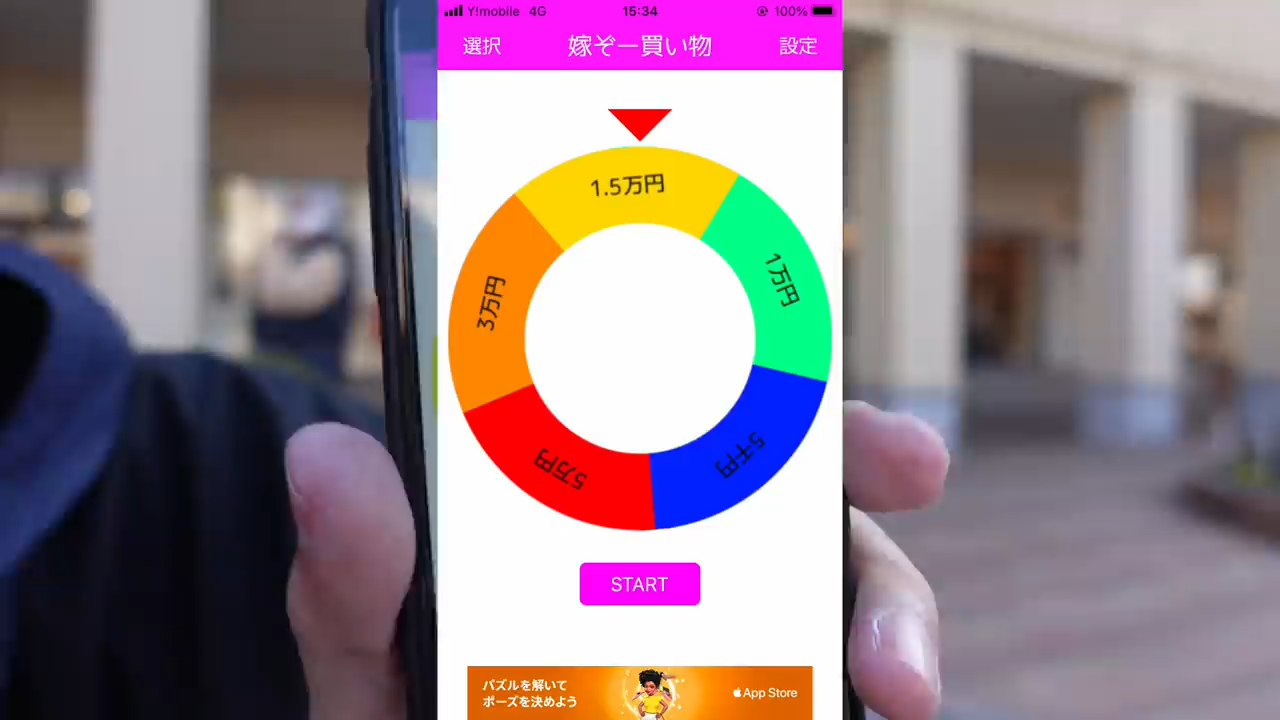 Y!mobile 4G
15:34
100%
選択
嫁ぞー買い物
設定
1.5万円
1万円
3万円
5千円
5万円
START
パズルを解いて
ポーズを決めよう
App Store